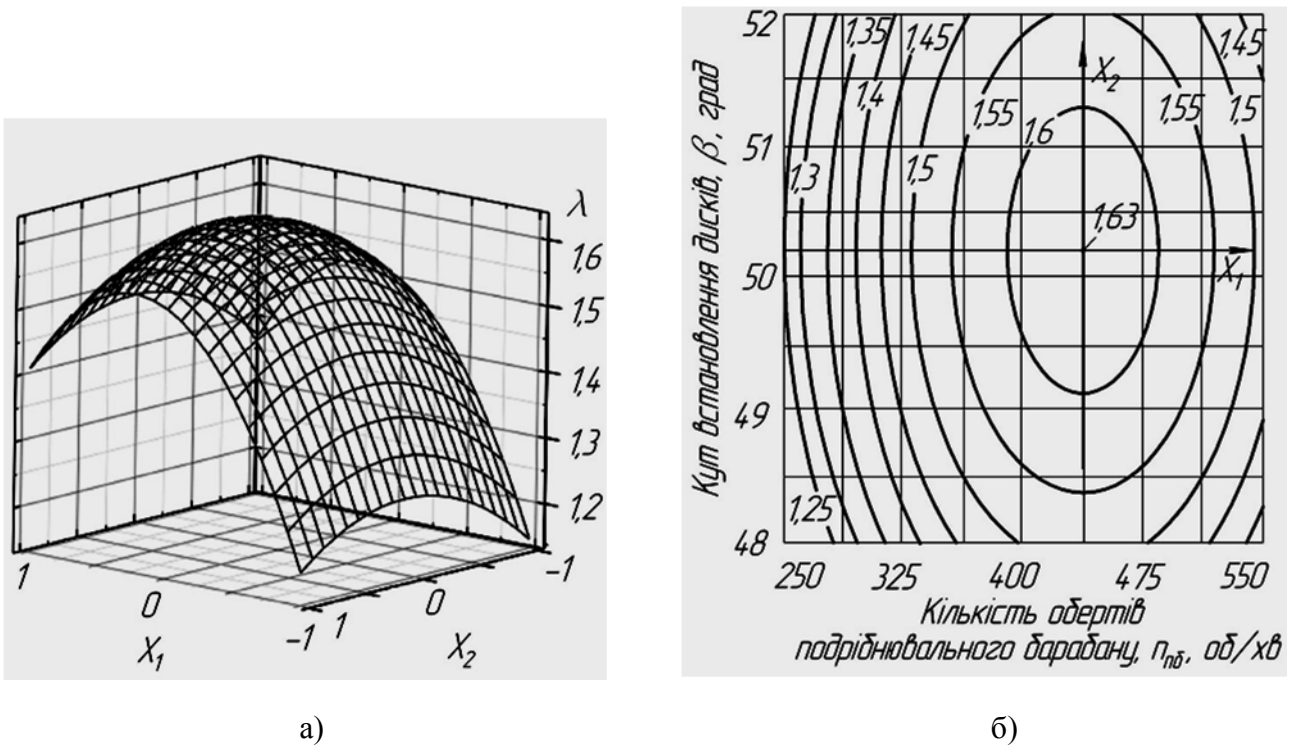 λ
1,6
1,5
1,4
1,3
1,2
1
0
-1
X₁
1
0
-1
X₂
а)
Кут встановлення дисків, β, град
52
51
50
49
48
1,35
1,45
1,45
X₂
1,4
1,55
1,55
1,5
1,6
1,3
1,5
1,63
X₁
1,25
250 325 400 475 550
Кількість обертів
подрібнювального барабану, nпб, об/хв
б)